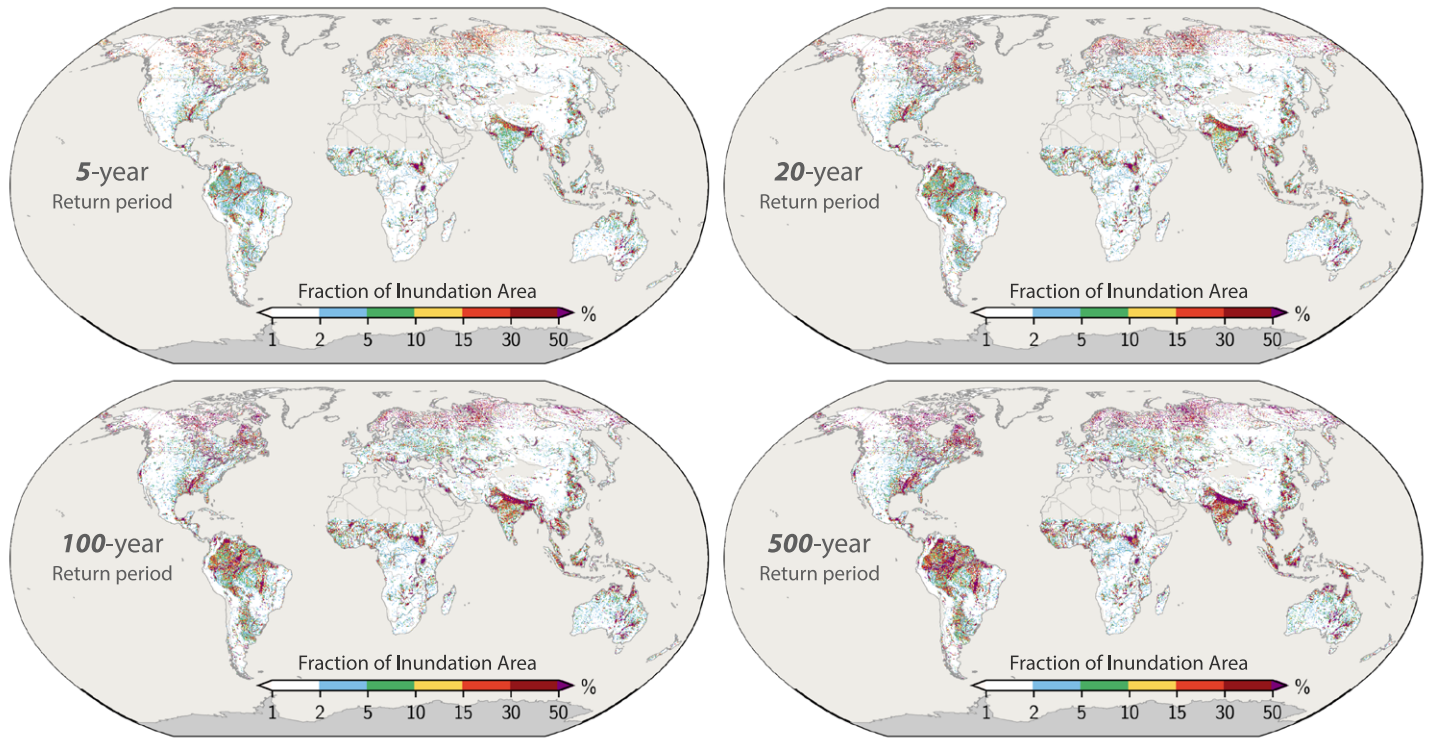 5-year
Return period
Fraction of Inundation Area
%
1 2 5 10 15 30 50
20-year
Return period
Fraction of Inundation Area
%
1 2 5 10 15 30 50
100-year
Return period
Fraction of Inundation Area
%
1 2 5 10 15 30 50
500-year
Return period
Fraction of Inundation Area
%
1 2 5 10 15 30 50